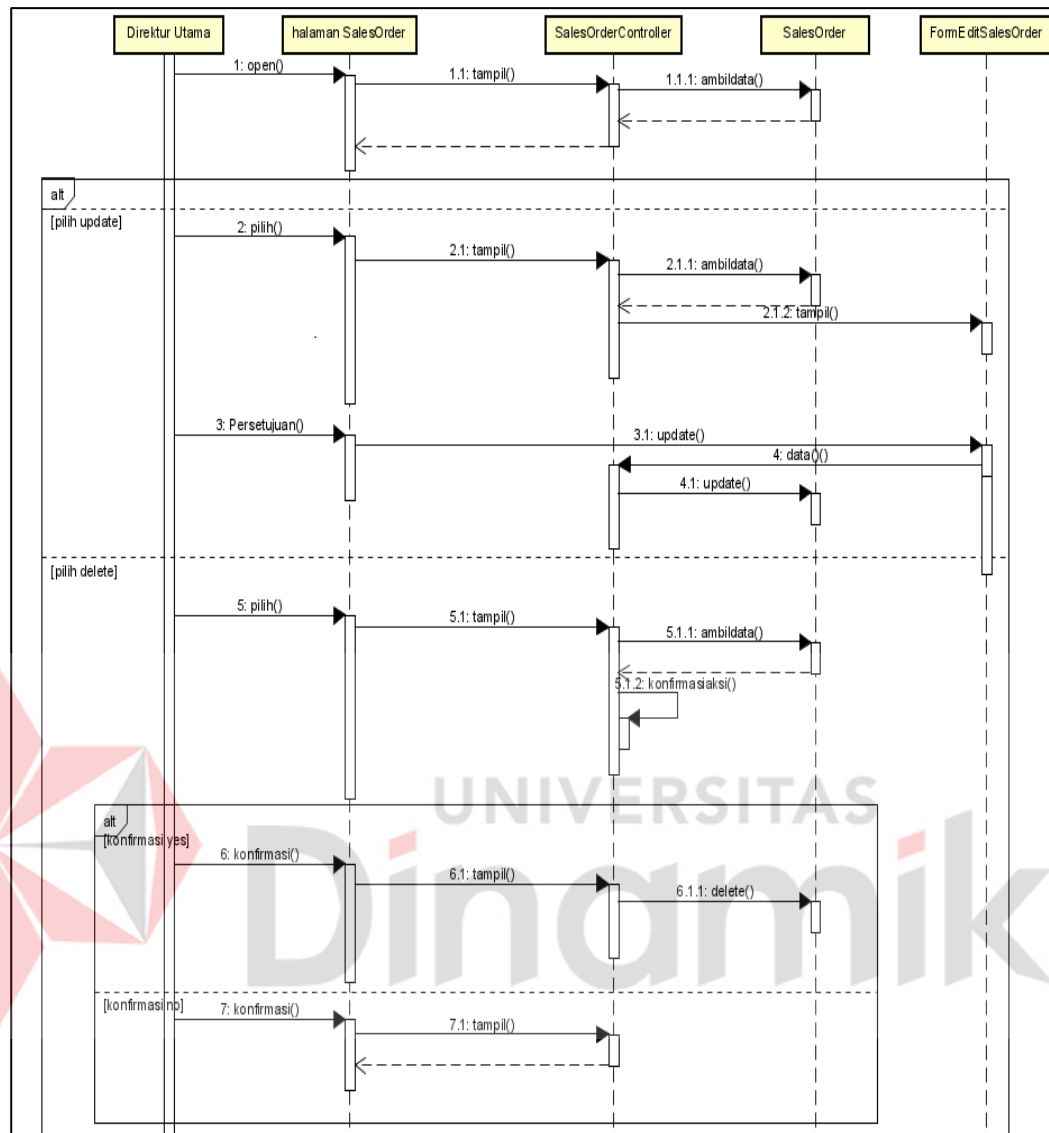 Direktur Utama
halaman SalesOrder
SalesOrderController
SalesOrder
FormEditSalesOrder
1: open()
1.1: tampil()
1.1.1: ambildata()
alt
[pilih update]
2: pilih()
2.1: tampil()
2.1.1: ambildata()
2.1.2: tampil()
3: Persetujuan()
3.1: update()
4: data()()
4.1: update()
[pilih delete]
5: pilih()
5.1: tampil()
5.1.1: ambildata()
5.1.2: konfirmasiaksi()
UNIVERSITAS
Dinamik
alt
[konfirmasi yes]
6: konfirmasi()
6.1: tampil()
6.1.1: delete()
[konfirmasi no]
7: konfirmasi()
7.1: tampil()